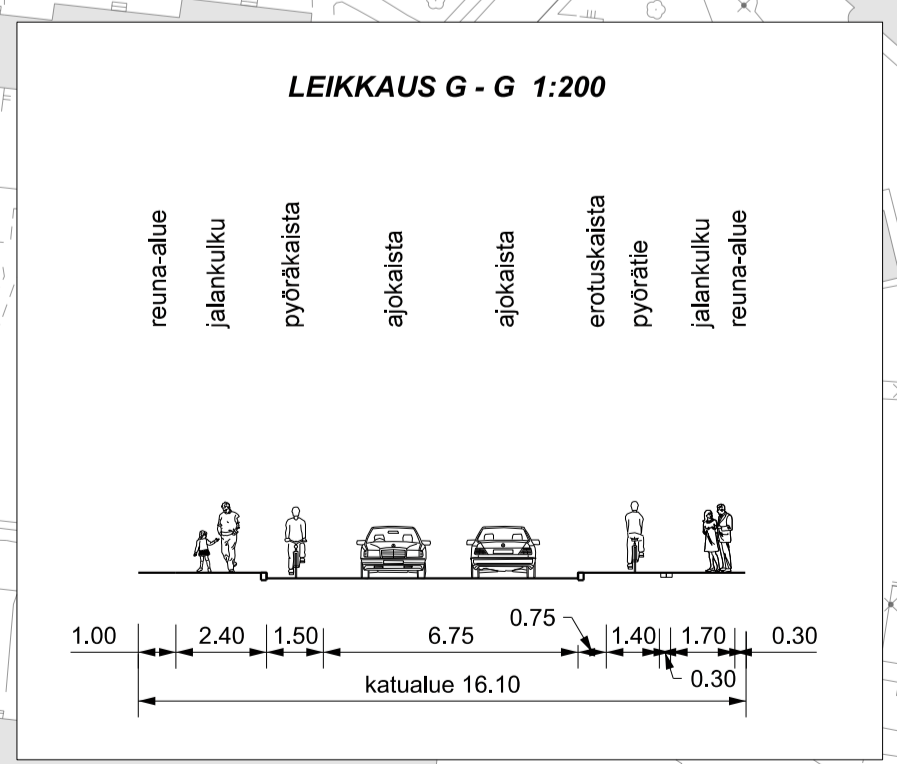 LEIKKAUS G - G 1:200
reuna-alue
jalankulku
pyöräkaista
ajokaista
ajokaista
erotuskaista
pyörätie
jalankulku
reuna-alue
1.00 2.40 1.50 6.75 0.75 1.40 1.70 0.30
0.30
katualue 16.10